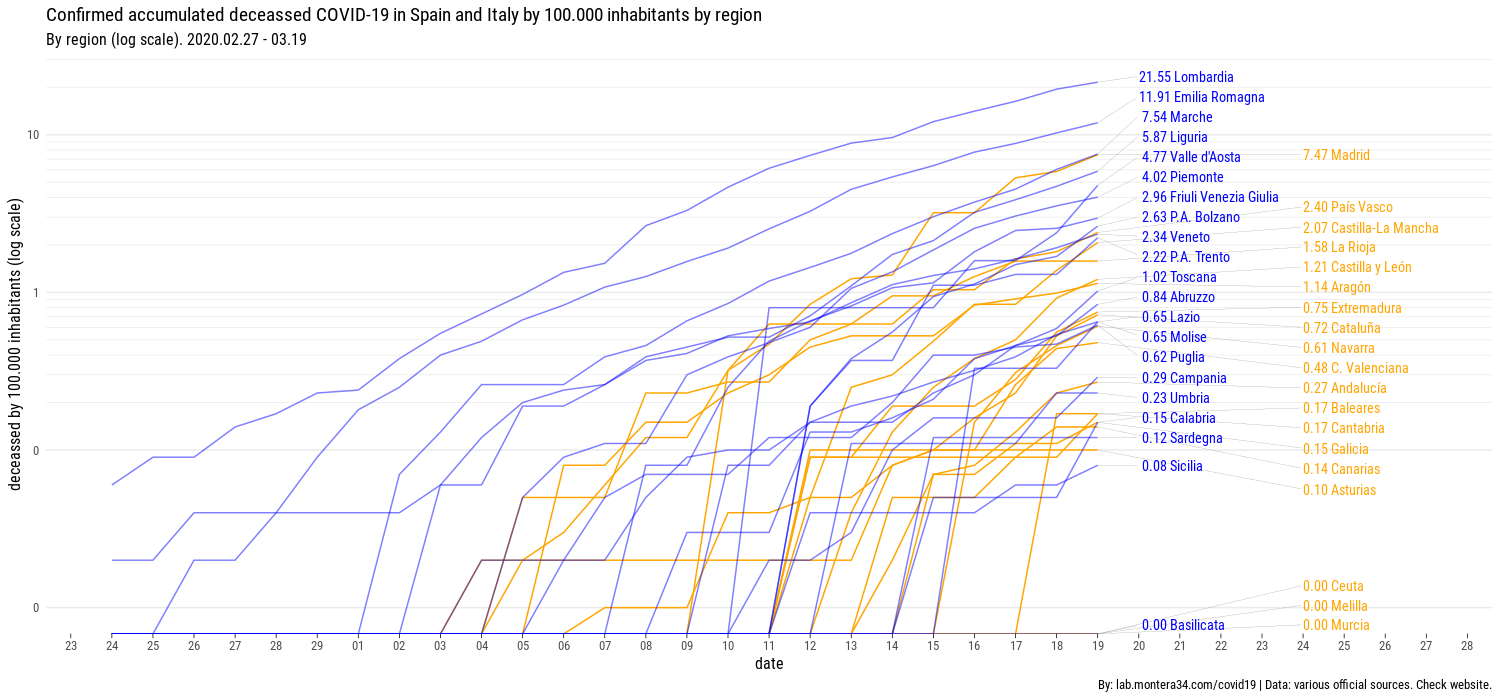 Confirmed accumulated deceassed COVID-19 in Spain and Italy by 100.000 inhabitants by region
By region (log scale). 2020.02.27 - 03.19
deceassed by 100.000 inhabitants (log scale)
10
1
0
0
21.55 Lombardia
11.91 Emilia Romagna
7.54 Marche
5.87 Liguria
4.77 Valle d'Aosta
4.02 Piemonte
2.96 Friuli Venezia Giulia
2.63 P.A. Bolzano
2.34 Veneto
2.22 P.A. Trento
1.02 Toscana
0.84 Abruzzo
0.65 Lazio
0.65 Molise
0.62 Puglia
0.29 Campania
0.23 Umbria
0.15 Calabria
0.12 Sardegna
0.08 Sicilia
0.00 Basilicata
7.47 Madrid
2.40 País Vasco
2.07 Castilla-La Mancha
1.58 La Rioja
1.21 Castilla y León
1.14 Aragón
0.75 Extremadura
0.72 Cataluña
0.61 Navarra
0.48 C. Valenciana
0.27 Andalucía
0.17 Baleares
0.17 Cantabria
0.15 Galicia
0.14 Canarias
0.10 Asturias
0.00 Ceuta
0.00 Melilla
0.00 Murcia
23 24 25 26 27 28 29 01 02 03 04 05 06 07 08 09 10 11 12 13 14 15 16 17 18 19 20 21 22 23 24 25 26 27 28
date
By: lab.montera34.com/covid19 | Data: various official sources. Check website.